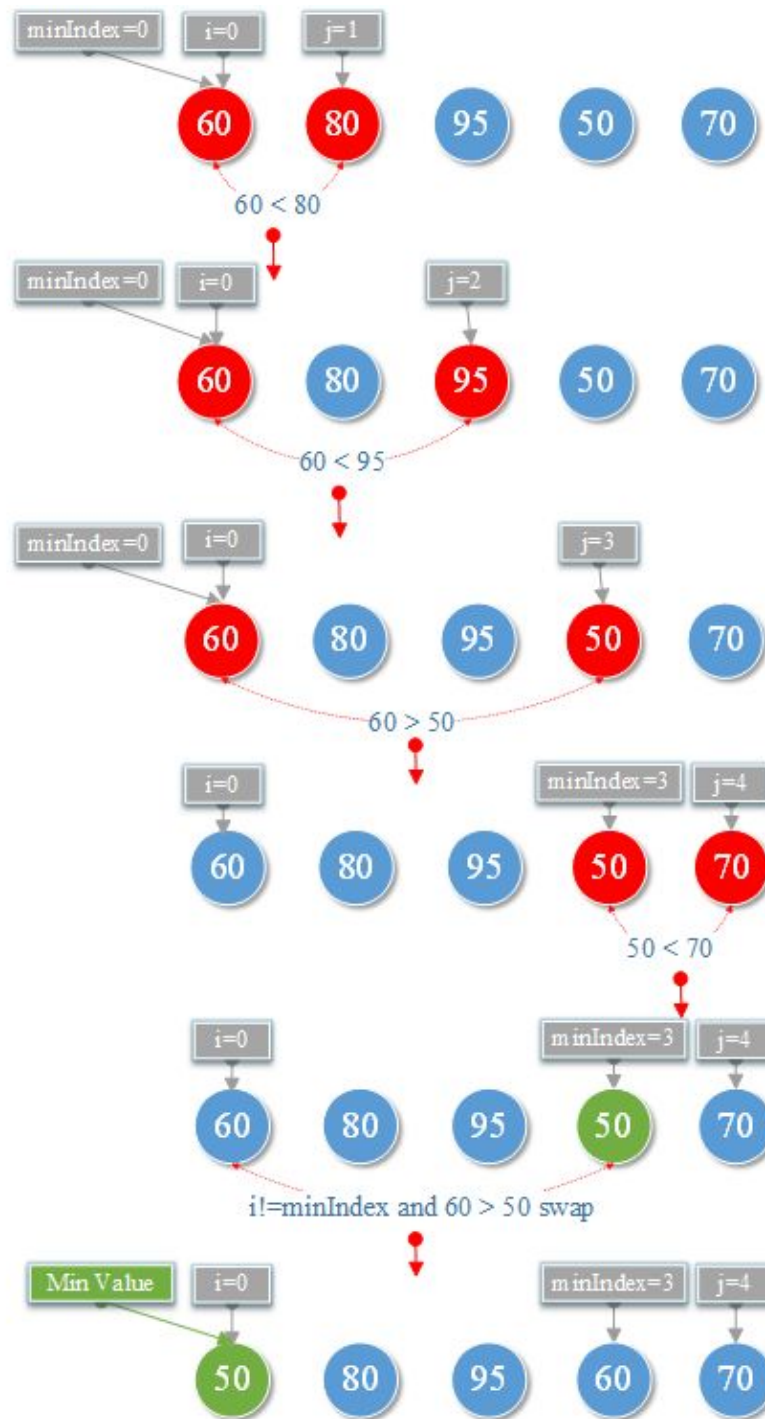 minIndex=0 i=0 j=1
60 80 95 50 70
60 < 80
minIndex=0 i=0 j=2
60 80 95 50 70
60 < 95
minIndex=0 i=0 j=3
60 80 95 50 70
60 > 50
i=0 minIndex=3 j=4
60 80 95 50 70
50 < 70
i=0 minIndex=3 j=4
60 80 95 50 70
i!=minIndex and 60 > 50 swap
Min Value i=0 minIndex=3 j=4
50 80 95 60 70